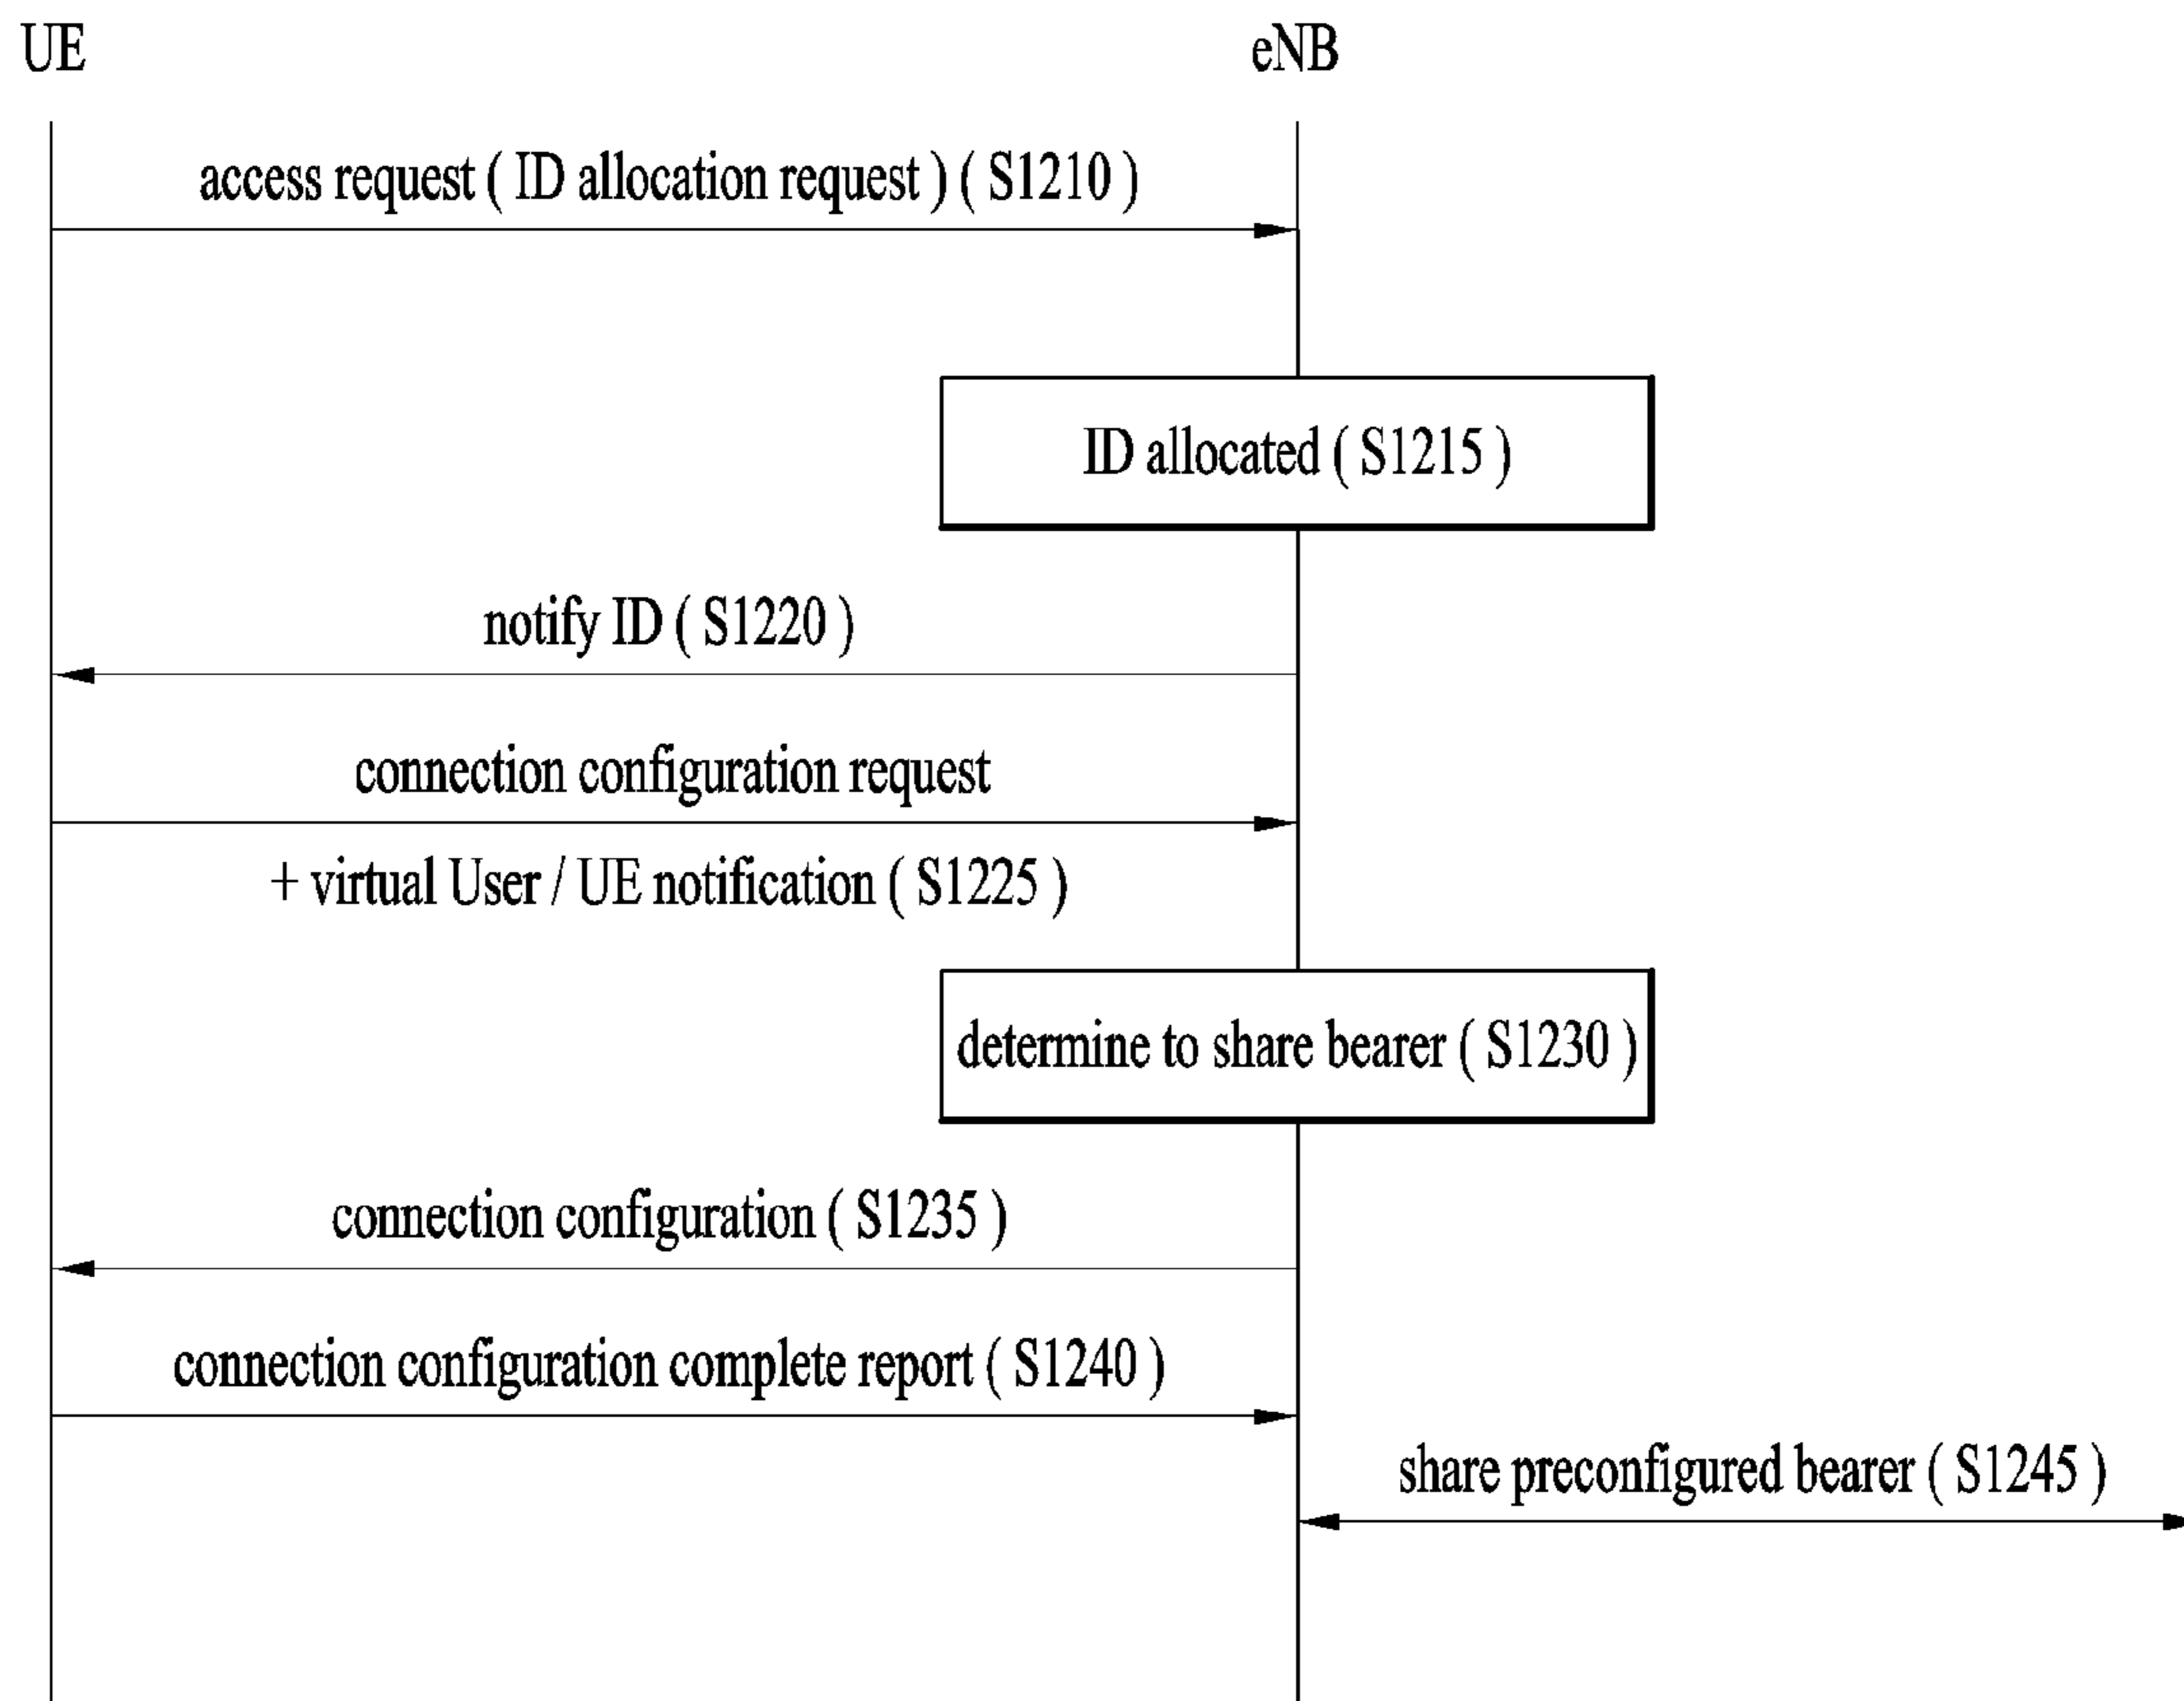 UE
eNB
access request ( ID allocation request ) ( S1210 )
ID allocated ( S1215 )
notify ID ( S1220 )
connection configuration request
+ virtual User / UE notification ( S1225 )
determine to share bearer ( S1230 )
connection configuration ( S1235 )
connection configuration complete report ( S1240 )
share preconfigured bearer ( S1245 )